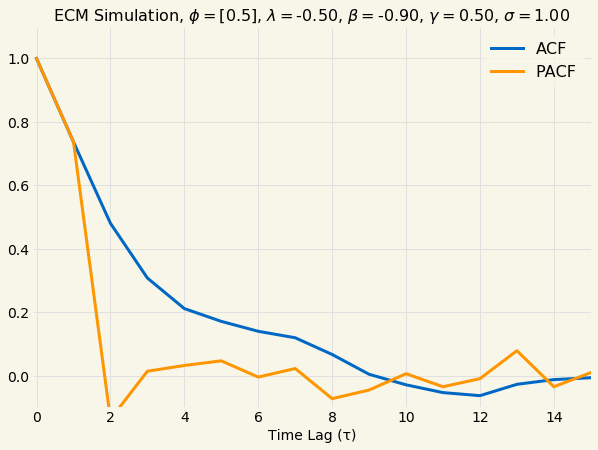 ECM Simulation, ϕ = [0.5], λ = -0.50, β = -0.90, γ = 0.50, σ = 1.00
ACF
PACF
1.0
0.8
0.6
0.4
0.2
0.0
0 2 4 6 8 10 12 14
Time Lag (τ)